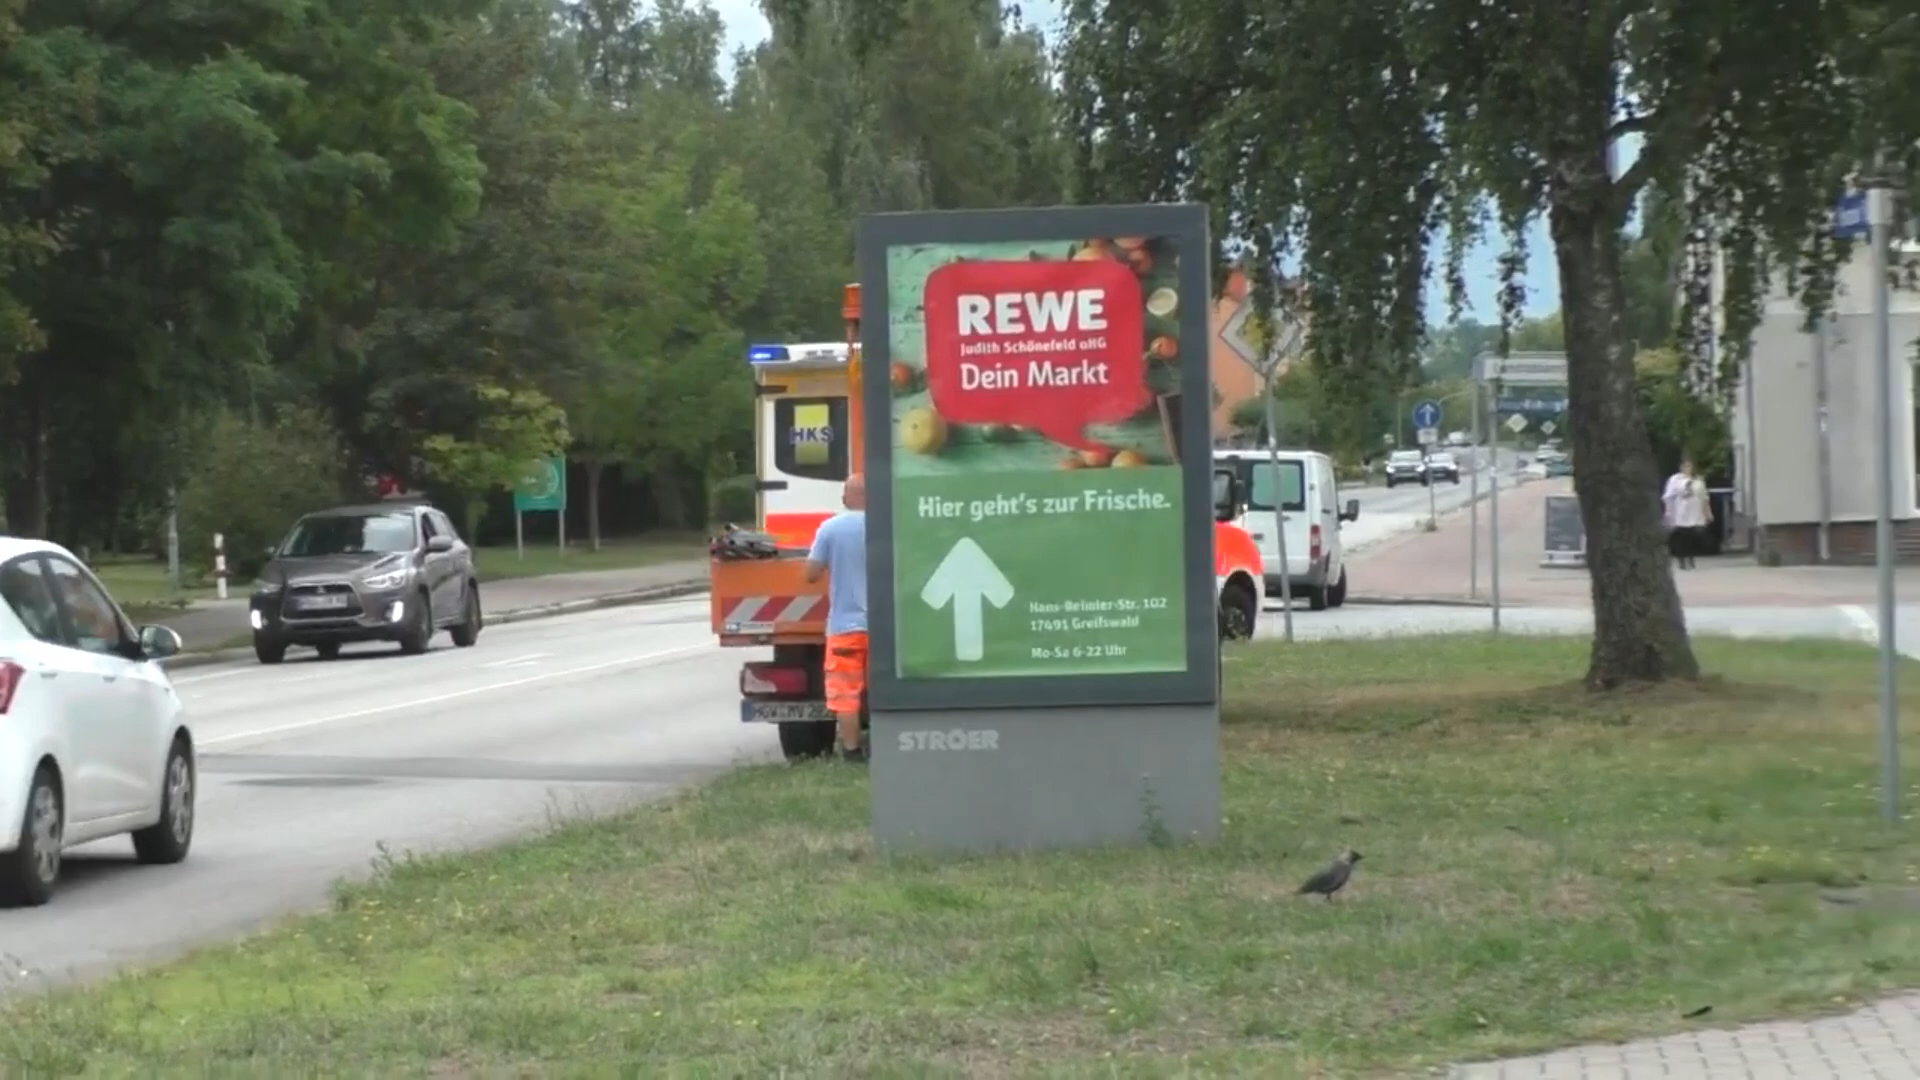 REWE
Judith Schönefeld oHG
Dein Markt
HKS
Hier geht's zur Frische.
Hans-Beimler-Str. 102
17491 Greifswald
Mo-Sa 6-22 Uhr
STRÖER